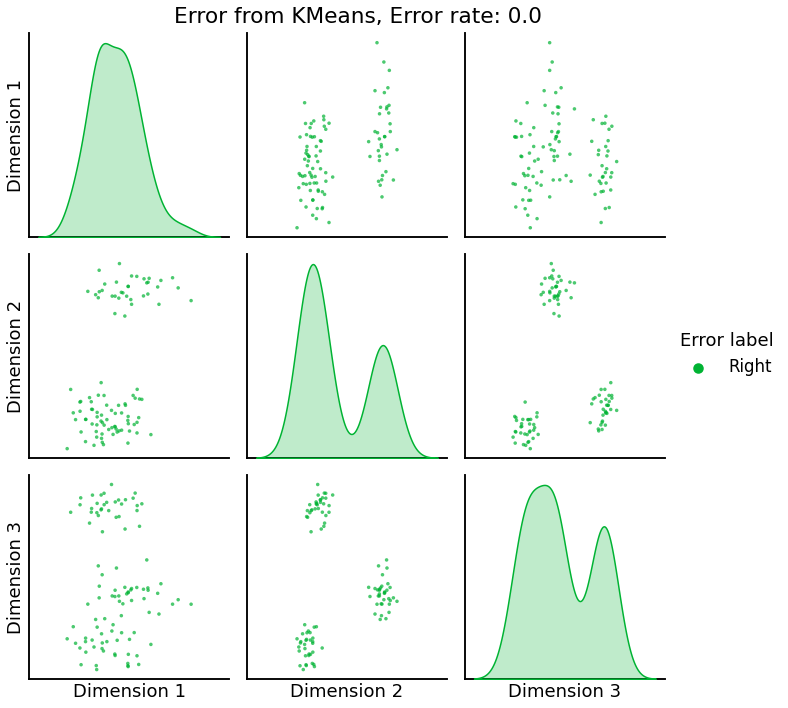 Error from KMeans, Error rate: 0.0
Dimension 1
Dimension 2
Error label
Right
Dimension 3
Dimension 1
Dimension 2
Dimension 3